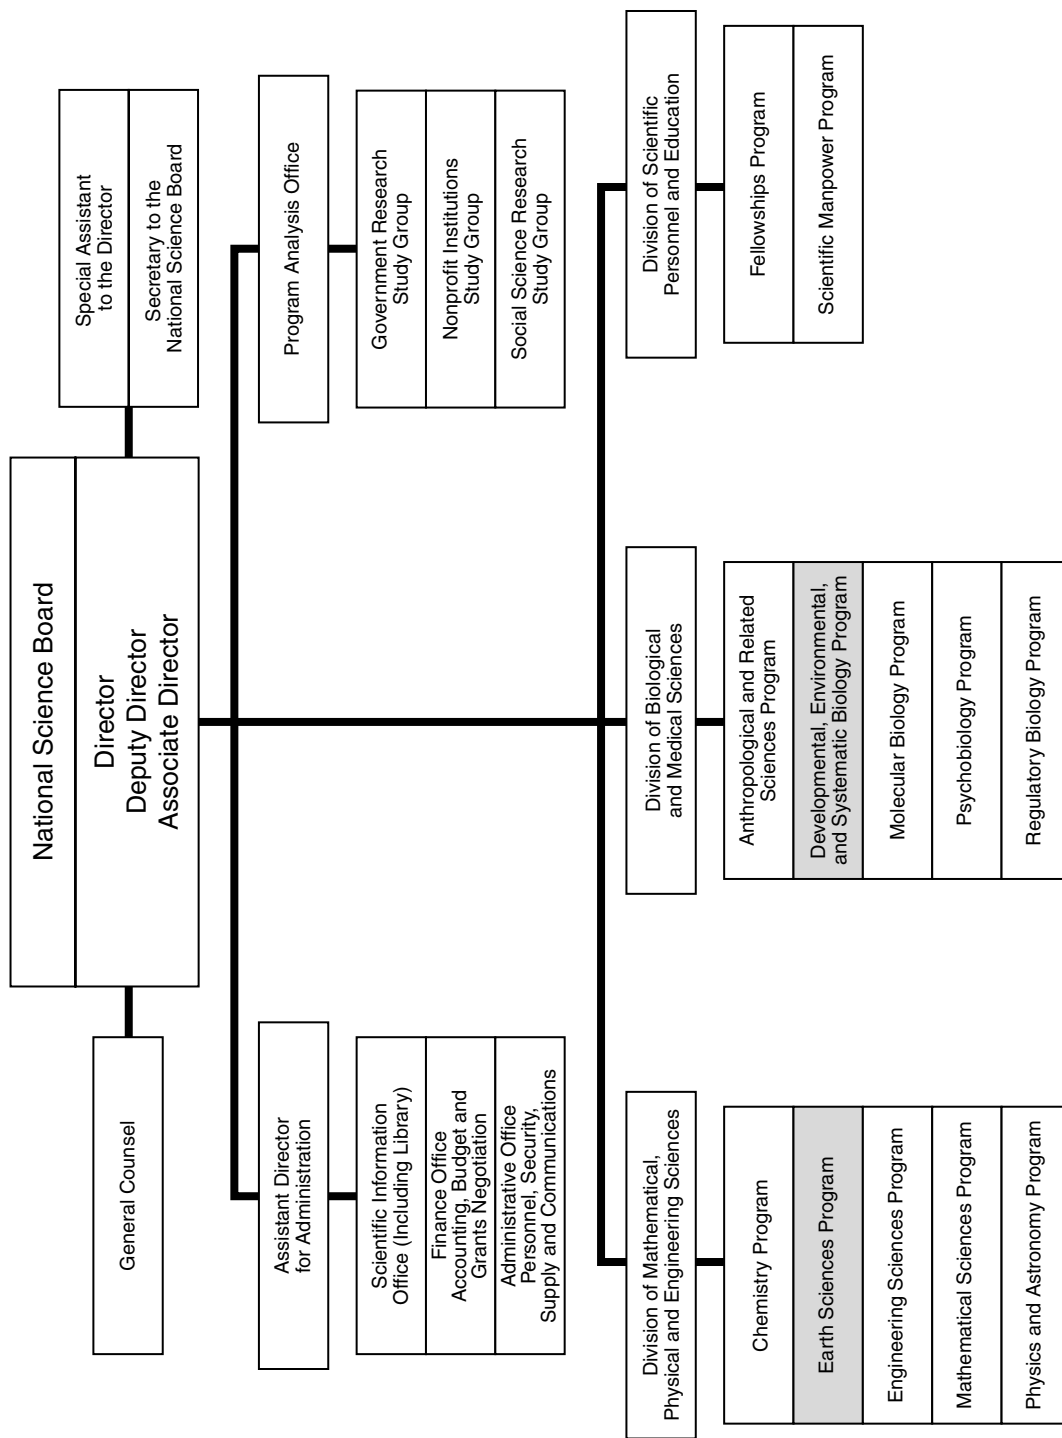 National Science Board
Director
Deputy Director
Associate Director
General Counsel
Special Assistant
to the Director
Secretary to the
National Science Board
Assistant Director
for Administration
Scientific Information
Office (Including Library)
Finance Office
Accounting, Budget and
Grants Negotiation
Administrative Office
Personnel, Security,
Supply and Communications
Program Analysis Office
Government Research
Study Group
Nonprofit Institutions
Study Group
Social Science Research
Study Group
Division of Mathematical,
Physical and Engineering Sciences
Chemistry Program
Earth Sciences Program
Engineering Sciences Program
Mathematical Sciences Program
Physics and Astronomy Program
Division of Biological
and Medical Sciences
Anthropological and Related
Sciences Program
Developmental, Environmental,
and Systematic Biology Program
Molecular Biology Program
Psychobiology Program
Regulatory Biology Program
Division of Scientific
Personnel and Education
Fellowships Program
Scientific Manpower Program